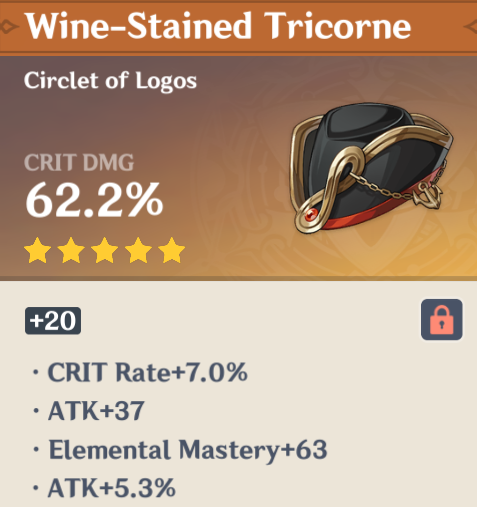 Wine-Stained Tricorne
Circlet of Logos
CRIT DMG
62.2%
+20
· CRIT Rate+7.0%
· ATK+37
· Elemental Mastery+63
· ATK+5.3%